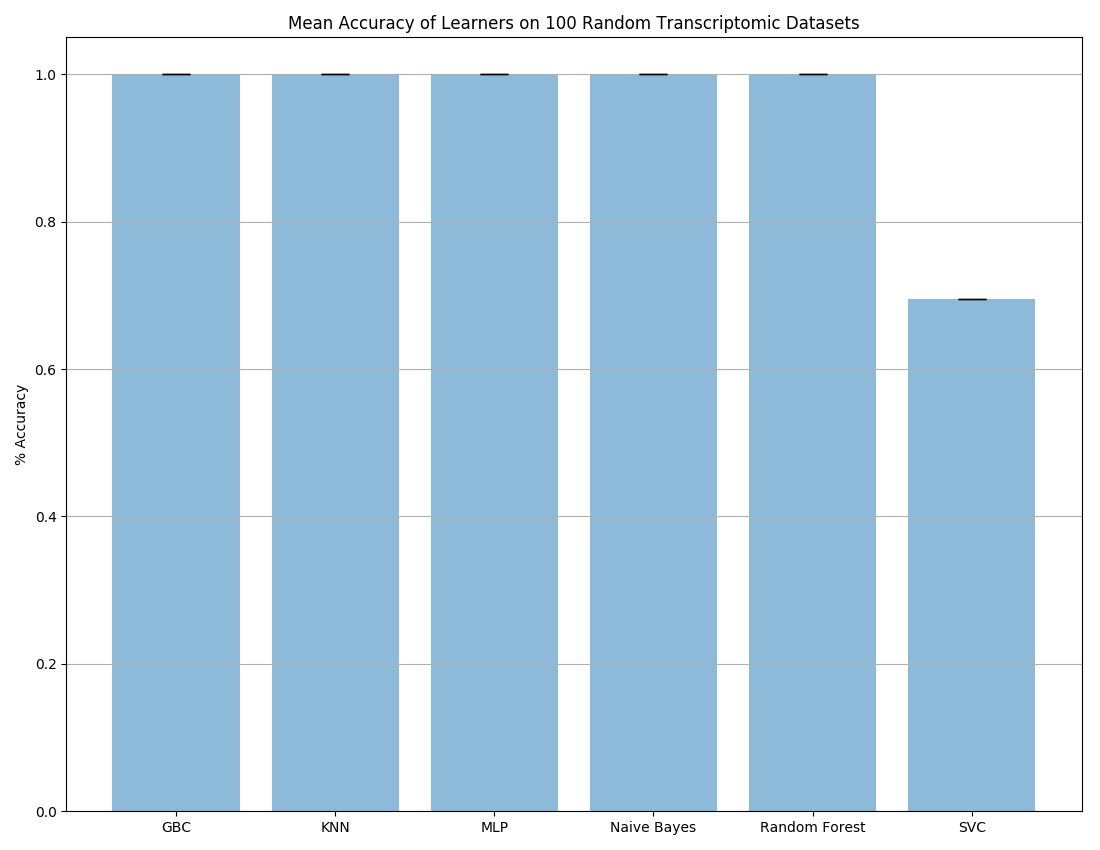 Mean Accuracy of Learners on 100 Random Transcriptomic Datasets
% Accuracy
1.0
0.8
0.6
0.4
0.2
0.0
GBC KNN MLP Naive Bayes Random Forest SVC